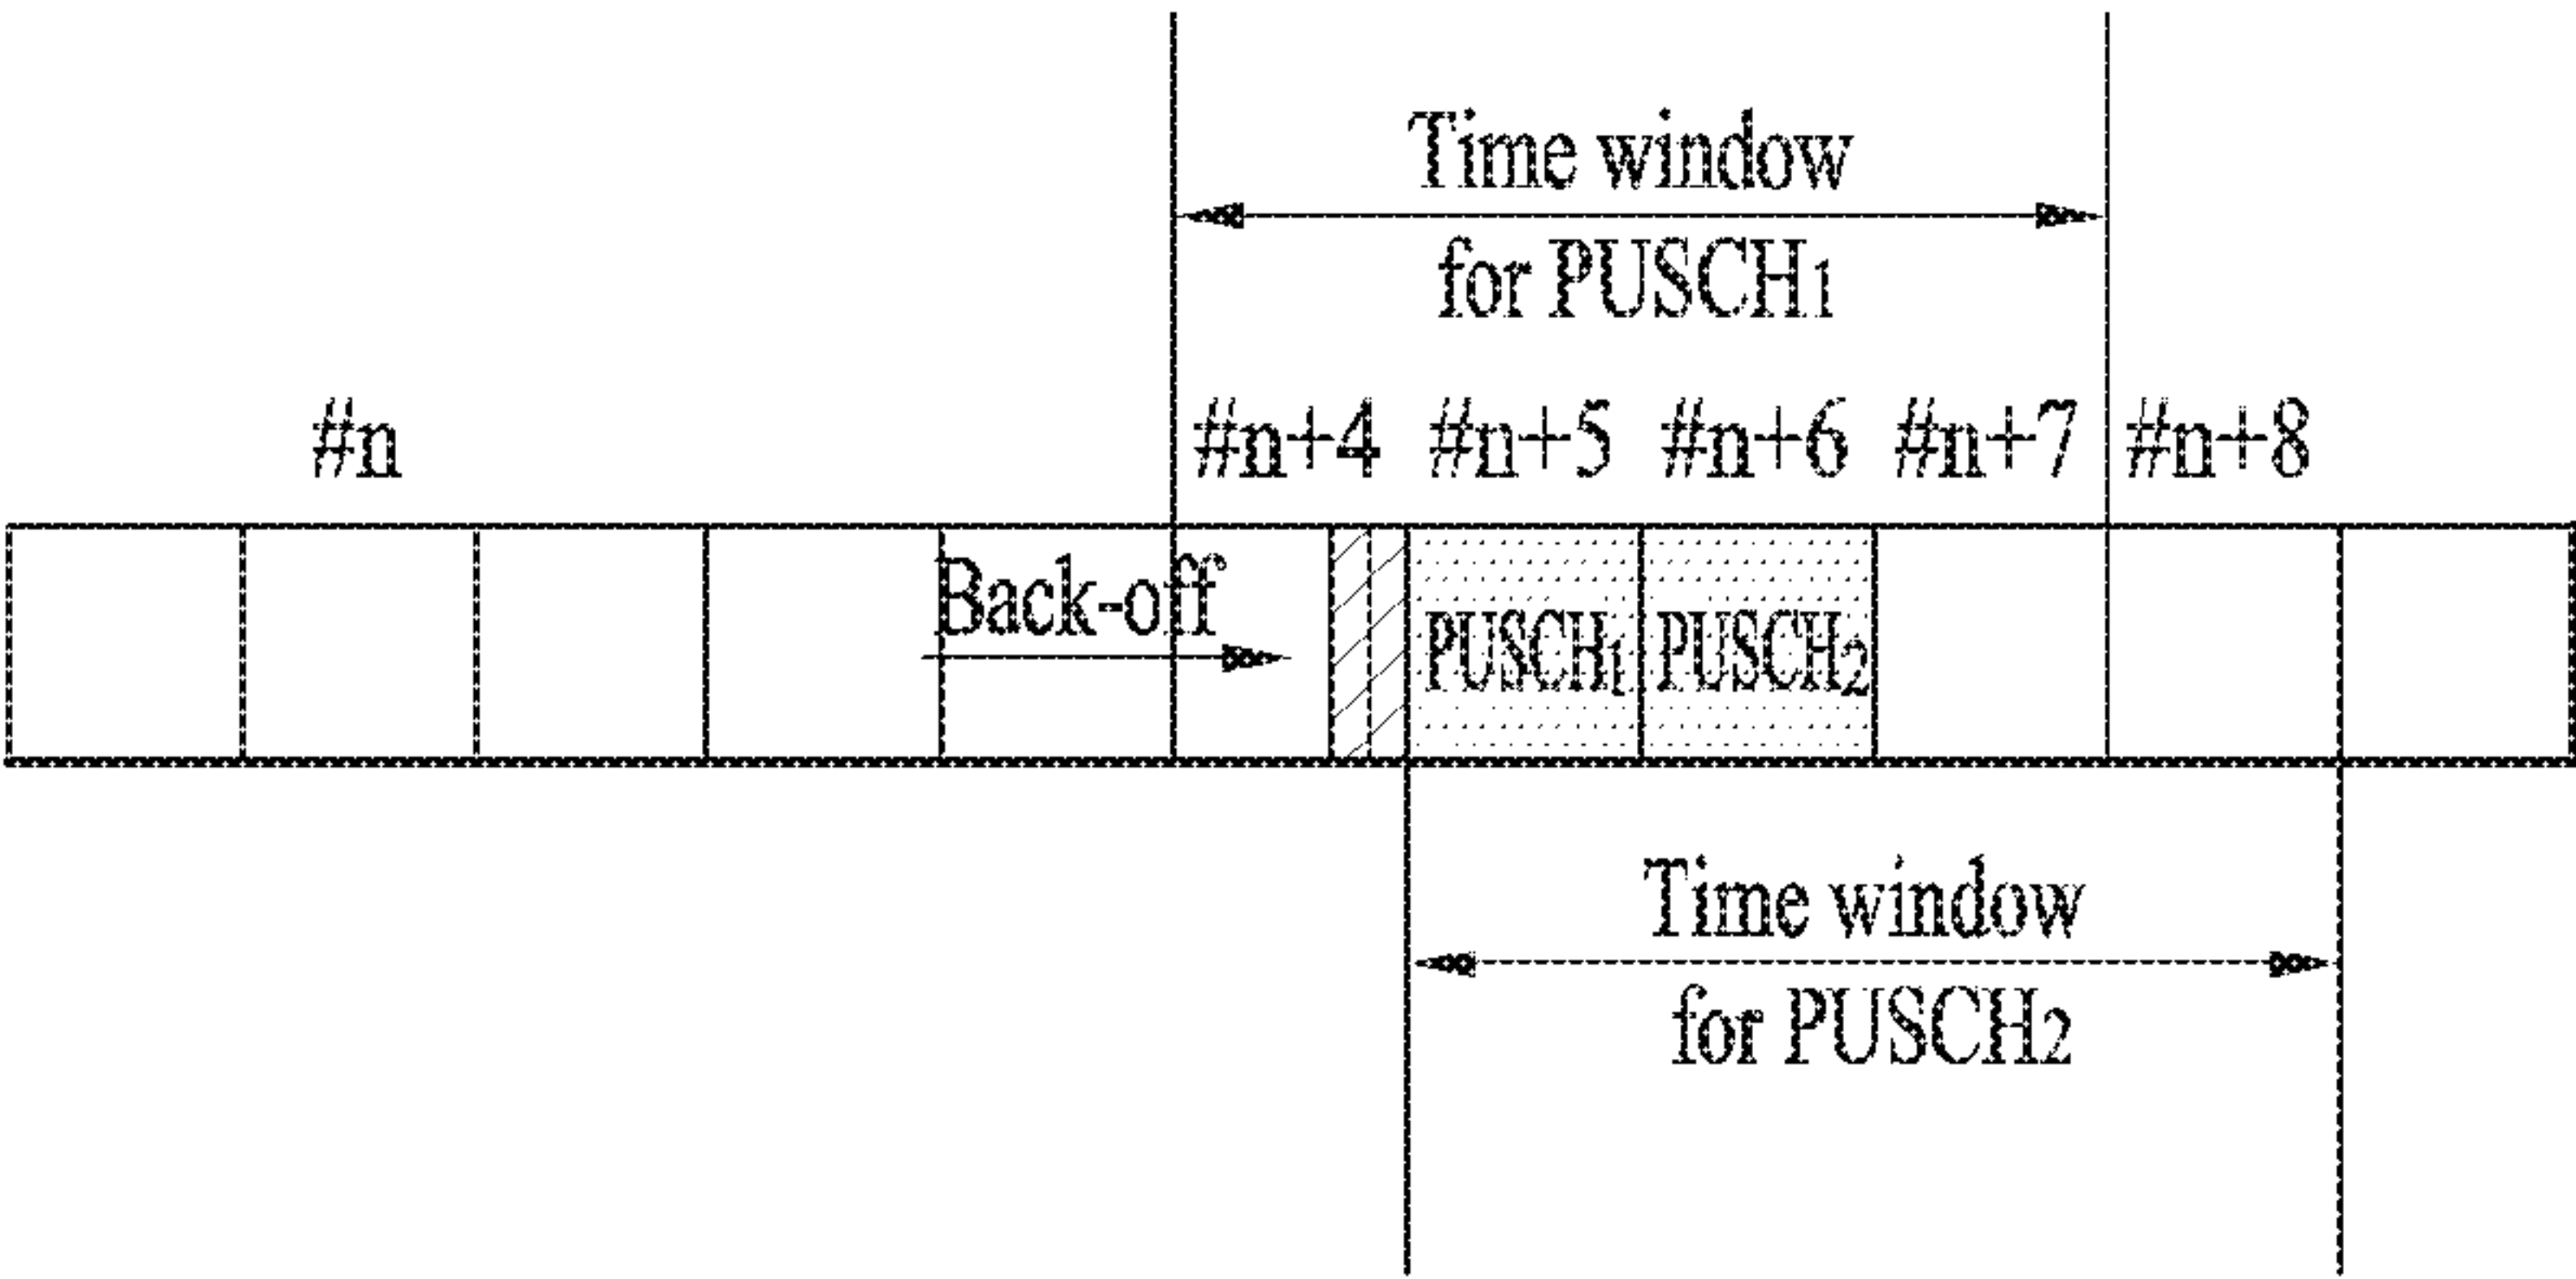 Time window
for PUSCH1
#n #n+4 #n+5 #n+6 #n+7 #n+8
Back-off
PUSCH1 PUSCH2
Time window
for PUSCH2